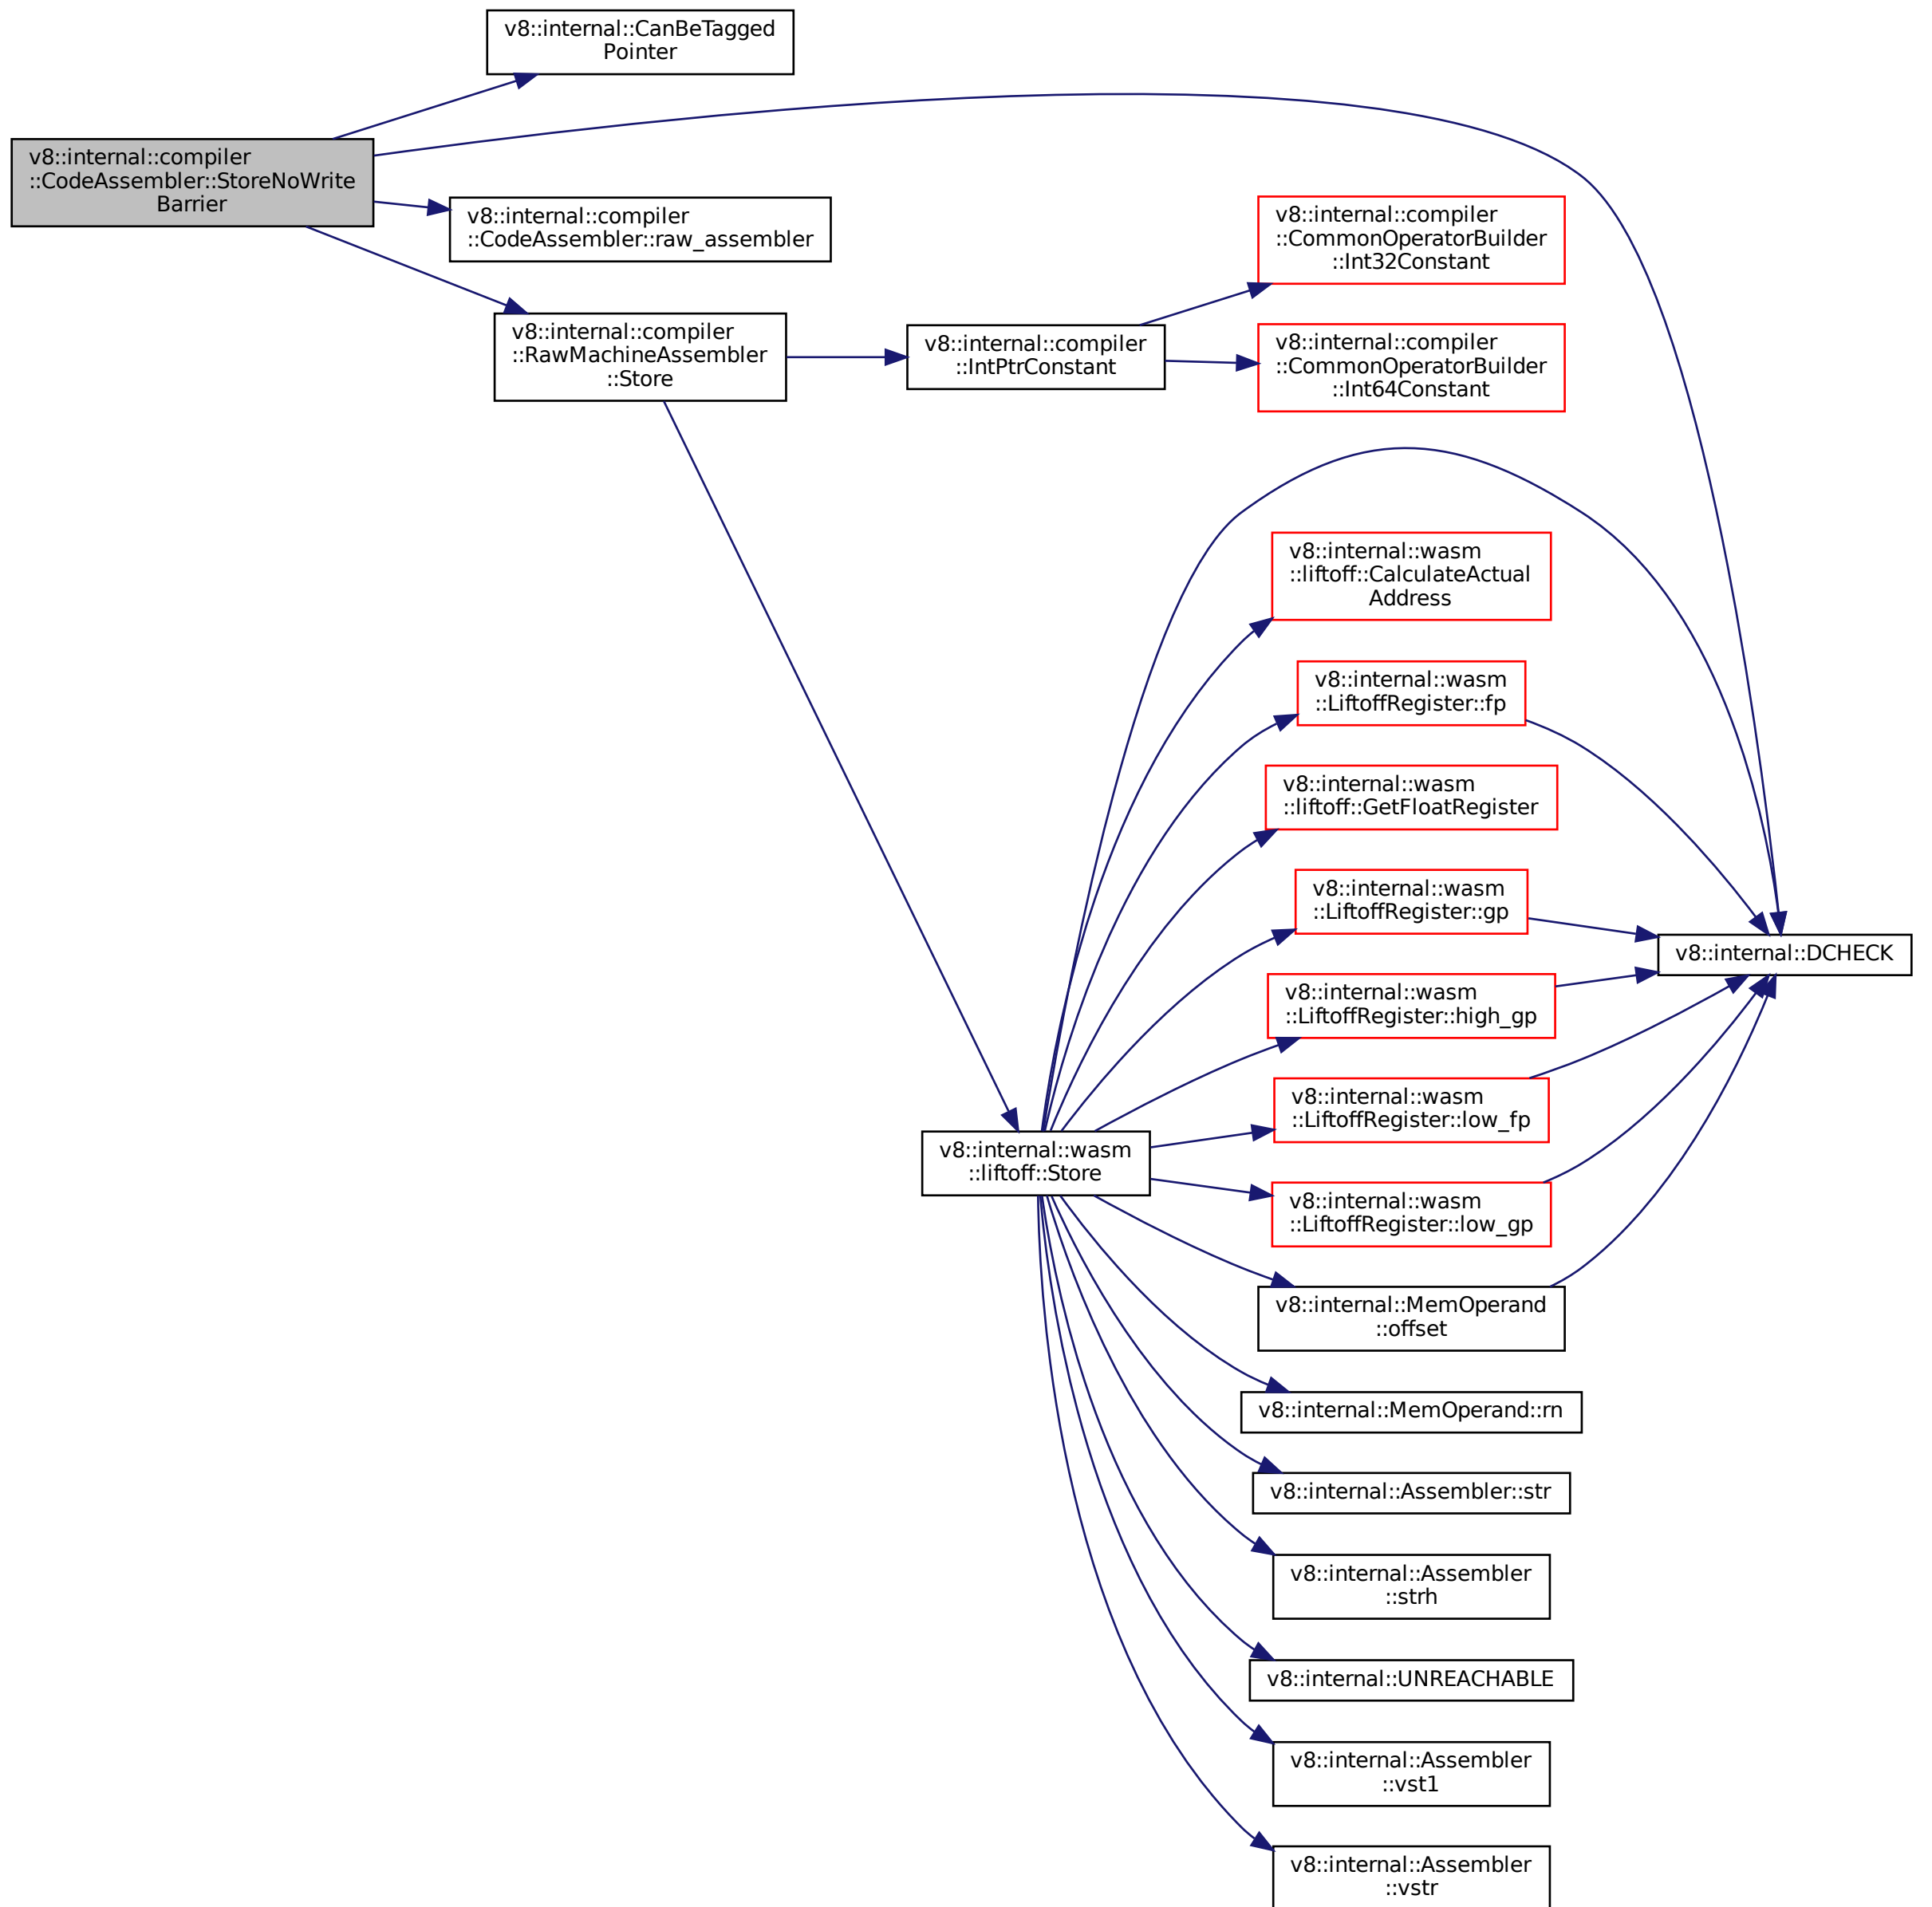 v8::internal::CanBeTagged
Pointer
v8::internal::compiler
::CodeAssembler::StoreNoWrite
Barrier
v8::internal::compiler
::CodeAssembler::raw_assembler
v8::internal::compiler
::RawMachineAssembler
::Store
v8::internal::compiler
::IntPtrConstant
v8::internal::compiler
::CommonOperatorBuilder
::Int32Constant
v8::internal::compiler
::CommonOperatorBuilder
::Int64Constant
v8::internal::wasm
::liftoff::CalculateActual
Address
v8::internal::wasm
::LiftoffRegister::fp
v8::internal::wasm
::liftoff::GetFloatRegister
v8::internal::wasm
::LiftoffRegister::gp
v8::internal::DCHECK
v8::internal::wasm
::LiftoffRegister::high_gp
v8::internal::wasm
::LiftoffRegister::low_fp
v8::internal::wasm
::liftoff::Store
v8::internal::wasm
::LiftoffRegister::low_gp
v8::internal::MemOperand
::offset
v8::internal::MemOperand::rn
v8::internal::Assembler::str
v8::internal::Assembler
::strh
v8::internal::UNREACHABLE
v8::internal::Assembler
::vst1
v8::internal::Assembler
::vstr